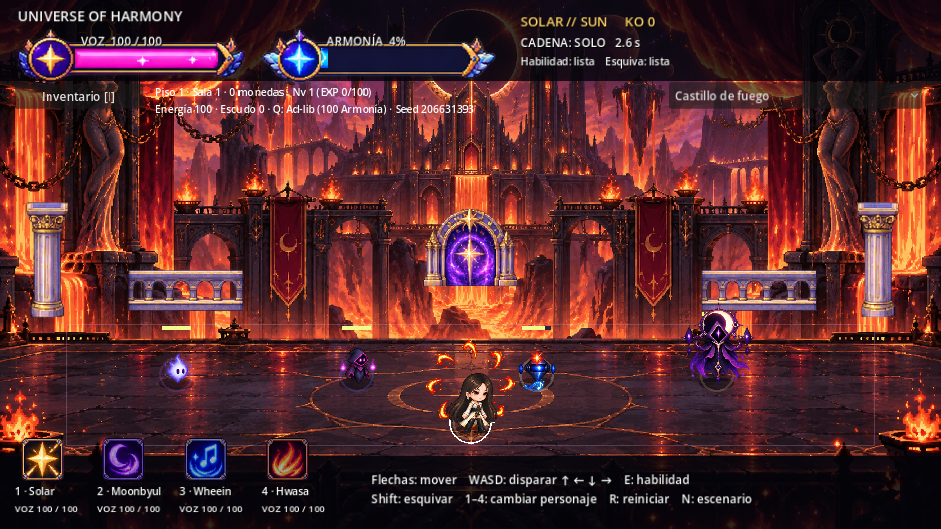 UNIVERSE OF HARMONY
VOZ 100 / 100
ARMONÍA 4%
SOLAR // SUN KO 0
CADENA: SOLO 2.6 s
Habilidad: lista Esquiva: lista
Inventario [I]
Piso 1 · Sala 1 · 0 monedas · Nv 1 (EXP 0/100)
Energía 100 · Escudo 0 · Q: Ad-lib (100 Armonía) · Seed 206631393
Castillo de fuego
1 · Solar
2 · Moonbyul
3 · Wheein
4 · Hwasa
VOZ 100 / 100
VOZ 100 / 100
VOZ 100 / 100
VOZ 100 / 100
Flechas: mover WASD: disparar ↑ ← ↓ → E: habilidad
Shift: esquivar 1–4: cambiar personaje R: reiniciar N: escenario